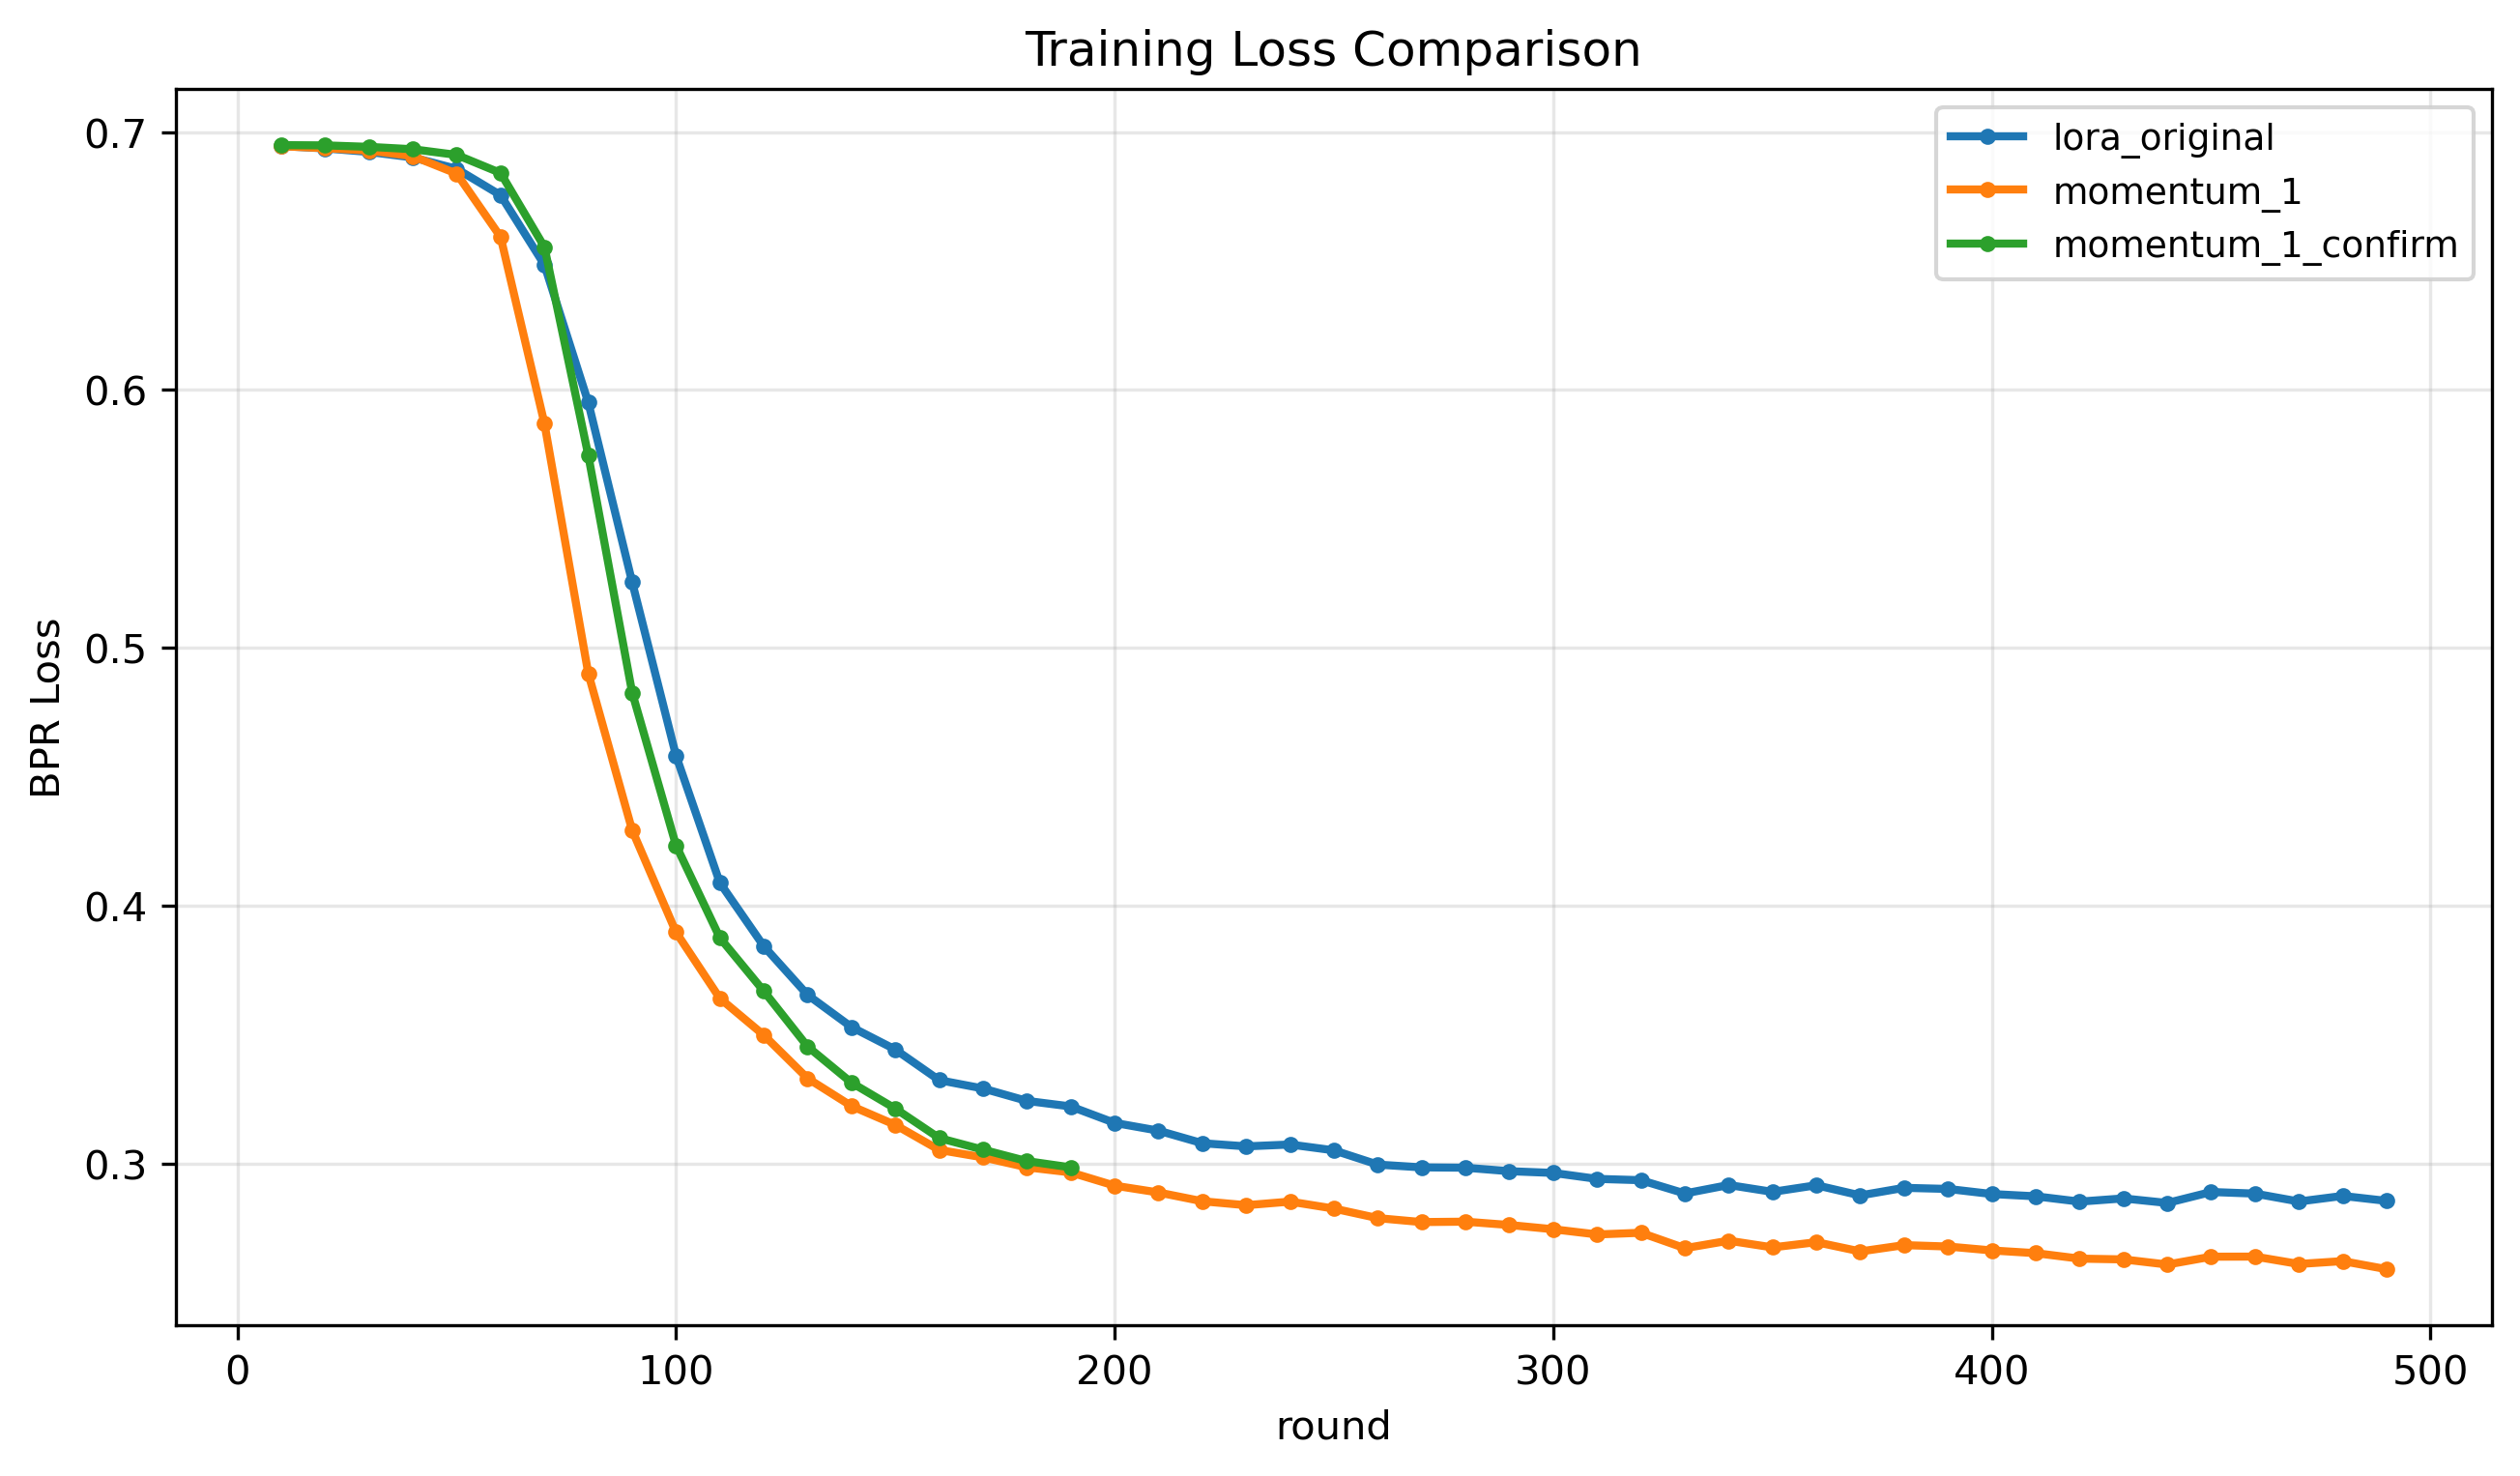 Training Loss Comparison
lora_original
momentum_1
momentum_1_confirm
BPR Loss
0.7
0.6
0.5
0.4
0.3
0 100 200 300 400 500
round